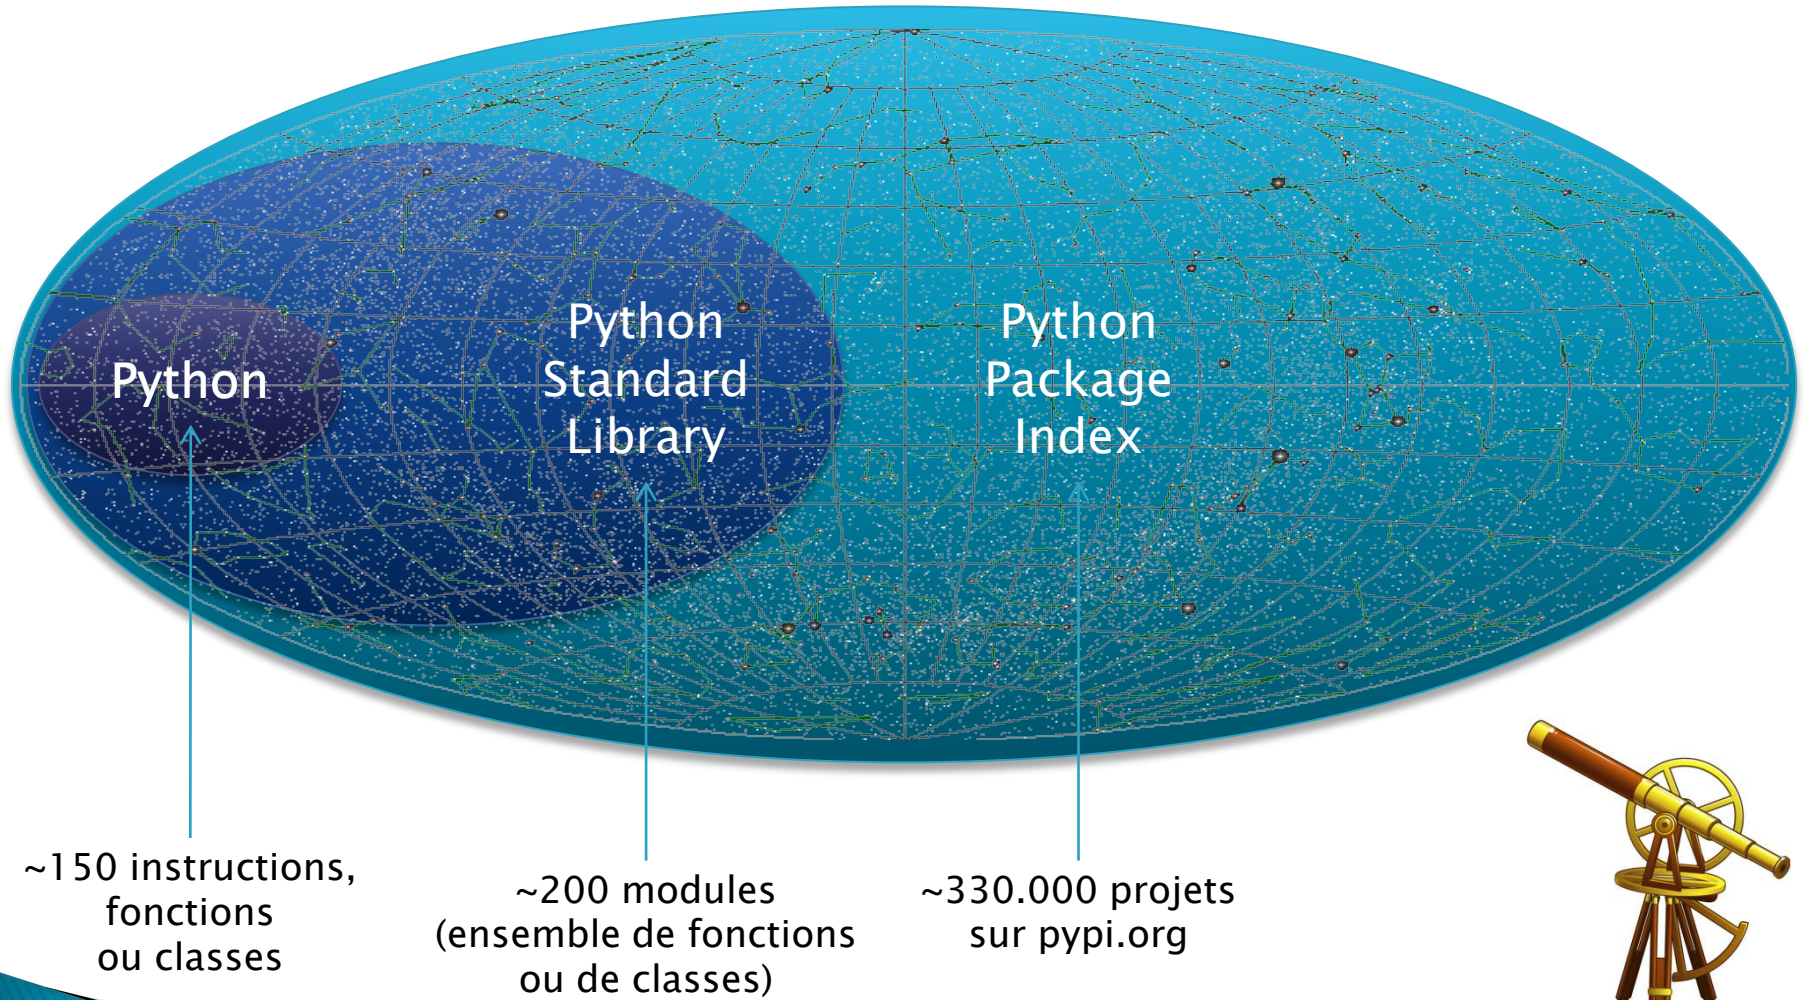 Python
Python
Standard
Library
Python
Package
Index
~150 instructions,
fonctions
ou classes
~200 modules
(ensemble de fonctions
ou de classes)
~330.000 projets
sur pypi.org